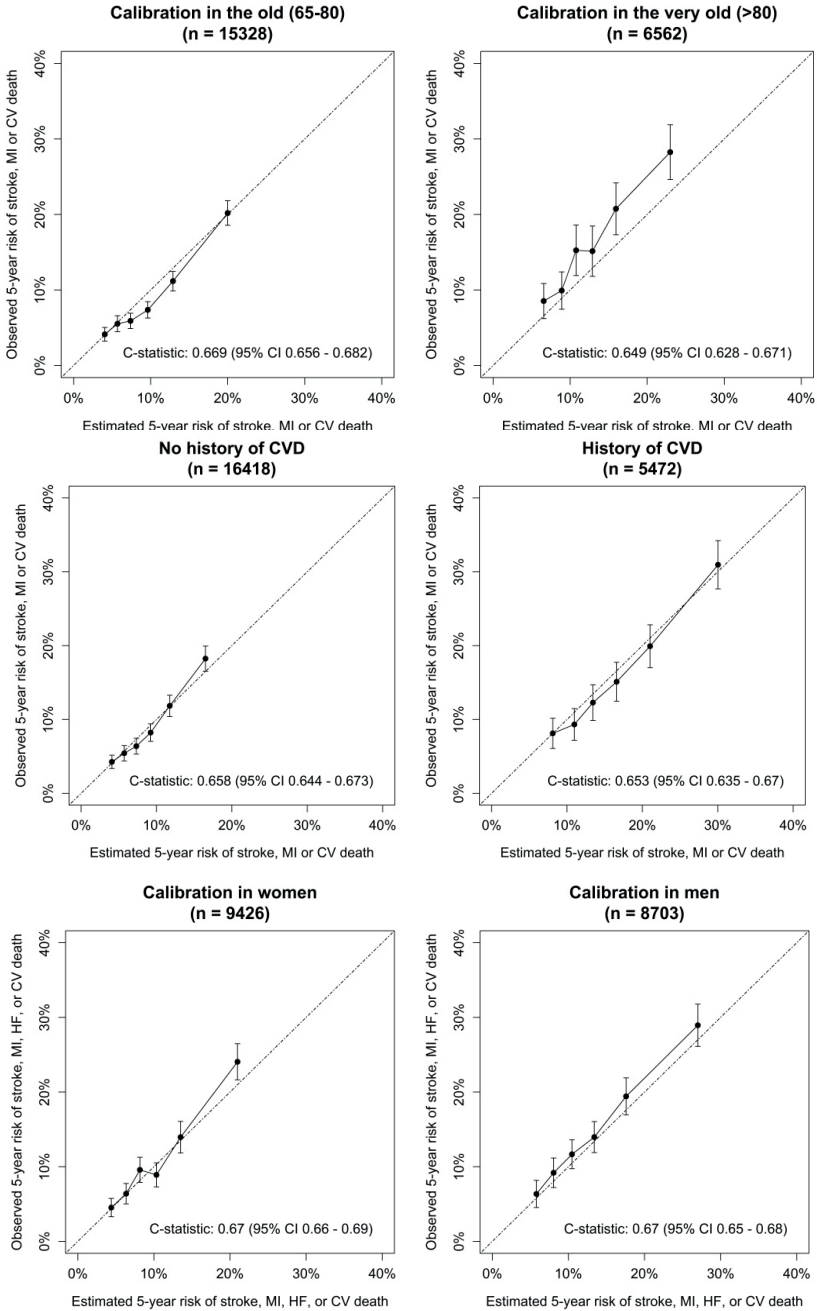 Calibration in the old (65-80)
(n = 15328)
Observed 5-year risk of stroke, MI or CV death
40%
30%
20%
10%
0%
C-statistic: 0.669 (95% CI 0.656 - 0.682)
0% 10% 20% 30% 40%
Estimated 5-year risk of stroke, MI or CV death
Calibration in the very old (>80)
(n = 6562)
Observed 5-year risk of stroke, MI or CV death
40%
30%
20%
10%
0%
C-statistic: 0.649 (95% CI 0.628 - 0.671)
0% 10% 20% 30% 40%
Estimated 5-year risk of stroke, MI or CV death
No history of CVD
(n = 16418)
Observed 5-year risk of stroke, MI or CV death
40%
30%
20%
10%
0%
C-statistic: 0.658 (95% CI 0.644 - 0.673)
0% 10% 20% 30% 40%
Estimated 5-year risk of stroke, MI or CV death
History of CVD
(n = 5472)
Observed 5-year risk of stroke, MI or CV death
40%
30%
20%
10%
0%
C-statistic: 0.653 (95% CI 0.635 - 0.67)
0% 10% 20% 30% 40%
Estimated 5-year risk of stroke, MI or CV death
Calibration in women
(n = 9426)
Observed 5-year risk of stroke, MI, HF, or CV death
40%
30%
20%
10%
0%
C-statistic: 0.67 (95% CI 0.66 - 0.69)
0% 10% 20% 30% 40%
Estimated 5-year risk of stroke, MI, HF, or CV death
Calibration in men
(n = 8703)
Observed 5-year risk of stroke, MI, HF, or CV death
40%
30%
20%
10%
0%
C-statistic: 0.67 (95% CI 0.65 - 0.68)
0% 10% 20% 30% 40%
Estimated 5-year risk of stroke, MI, HF, or CV death